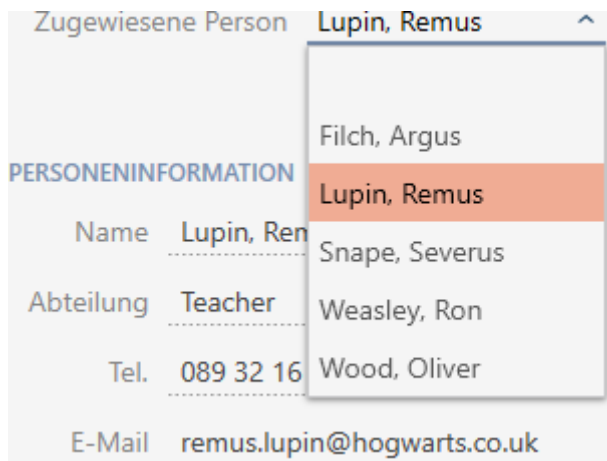 Zugewiesene Person Lupin, Remus
Filch, Argus
PERSONENINFORMATION
Lupin, Remus
Name Lupin,
Snape, Severus
Abteilung Teacher
Weasley, Ron
Tel. 089 32 16
Wood, Oliver
E-Mail remus.lupin@hogwarts.co.uk